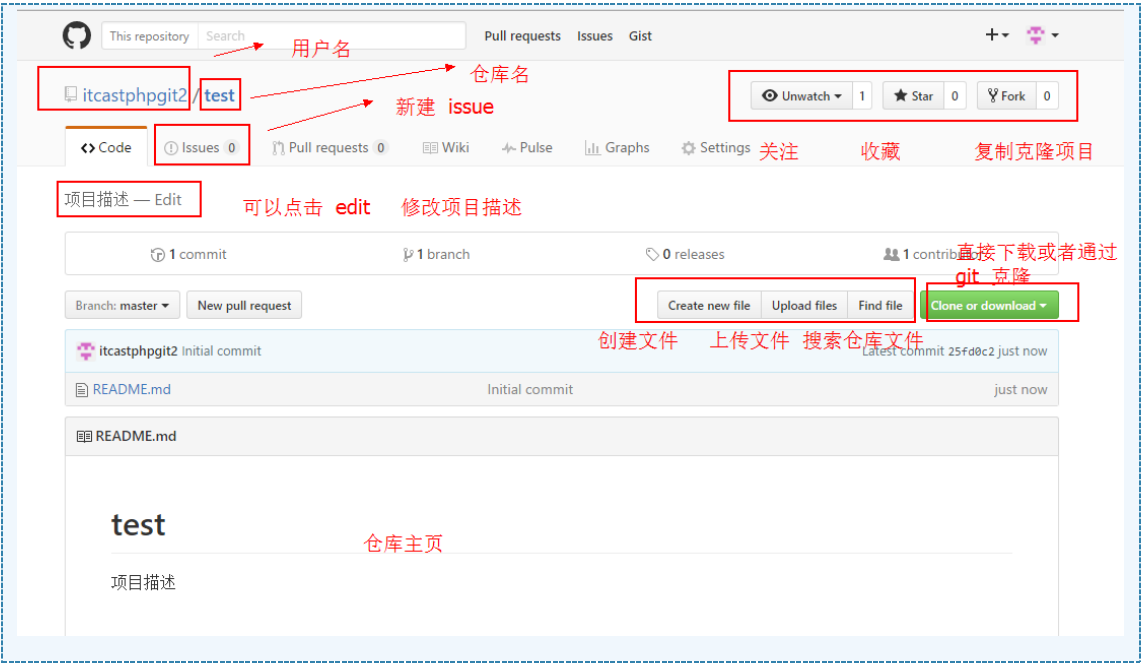 This repository Search Pull requests Issues Gist
用户名
仓库名
itcastphpgit2 / test
新建 issue
Unwatch 1 Star 0 Fork 0
Code Issues 0 Pull requests 0 Wiki Pulse Graphs Settings
关注 收藏 复制克隆项目
项目描述 — Edit
可以点击 edit 修改项目描述
1 commit 1 branch 0 releases 1 contributor
直接下载或者通过
git 克隆
Branch: master New pull request Create new file Upload files Find file Clone or download
创建文件 上传文件 搜索仓库文件
itcastphpgit2 Initial commit Latest commit 25fd0c2 just now
README.md Initial commit just now
README.md
test
仓库主页
项目描述